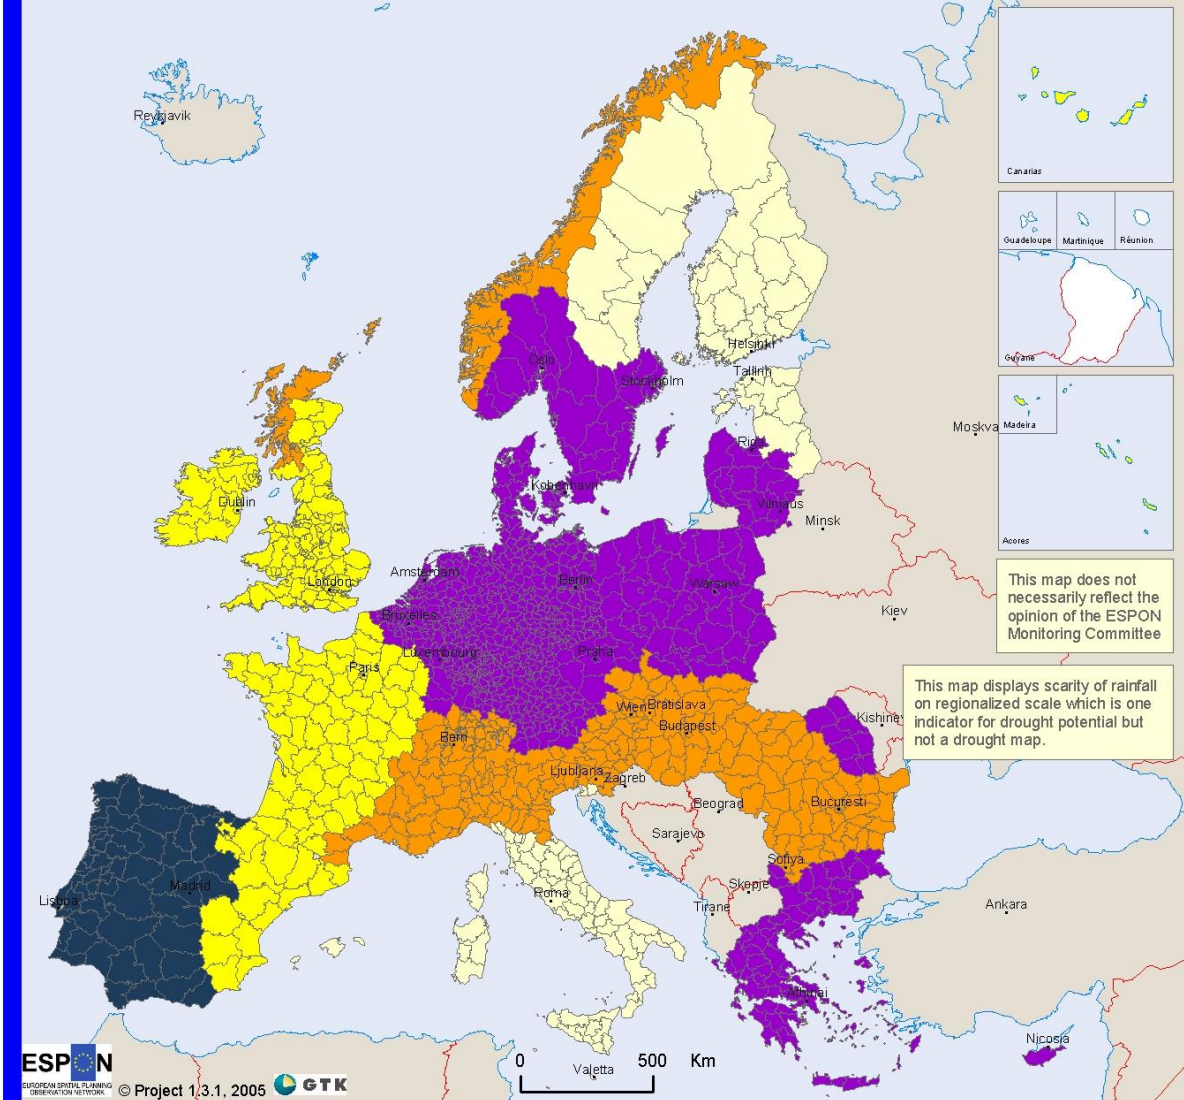 Reykjavik
Canarias
Guadeloupe
Martinique
Réunion
Guyane
Helsinki
Oslo
Tallinn
Stockholm
Madeira
Moskva
Riga
København
Dublin
Vilnius
Minsk
Acores
Amsterdam
Berlin
Warsaw
London
This map does not
necessarily reflect the
opinion of the ESPON
Monitoring Committee
Kiev
Bruxelles
Luxembourg
Praha
Paris
This map displays scarity of rainfall
on regionalized scale which is one
indicator for drought potential but
not a drought map.
Wien
Bratislava
Kishinev
Bern
Budapest
Ljubljana
Zagreb
Beograd
Bucuresti
Sarajevo
Sofiya
Madrid
Roma
Skopje
Lisboa
Tirane
Ankara
Athinai
Nicosia
Valetta
0 500 Km
ESPON
EUROPEAN SPATIAL PLANNING
OBSERVATION NETWORK
© Project 1.3.1, 2005
GTK